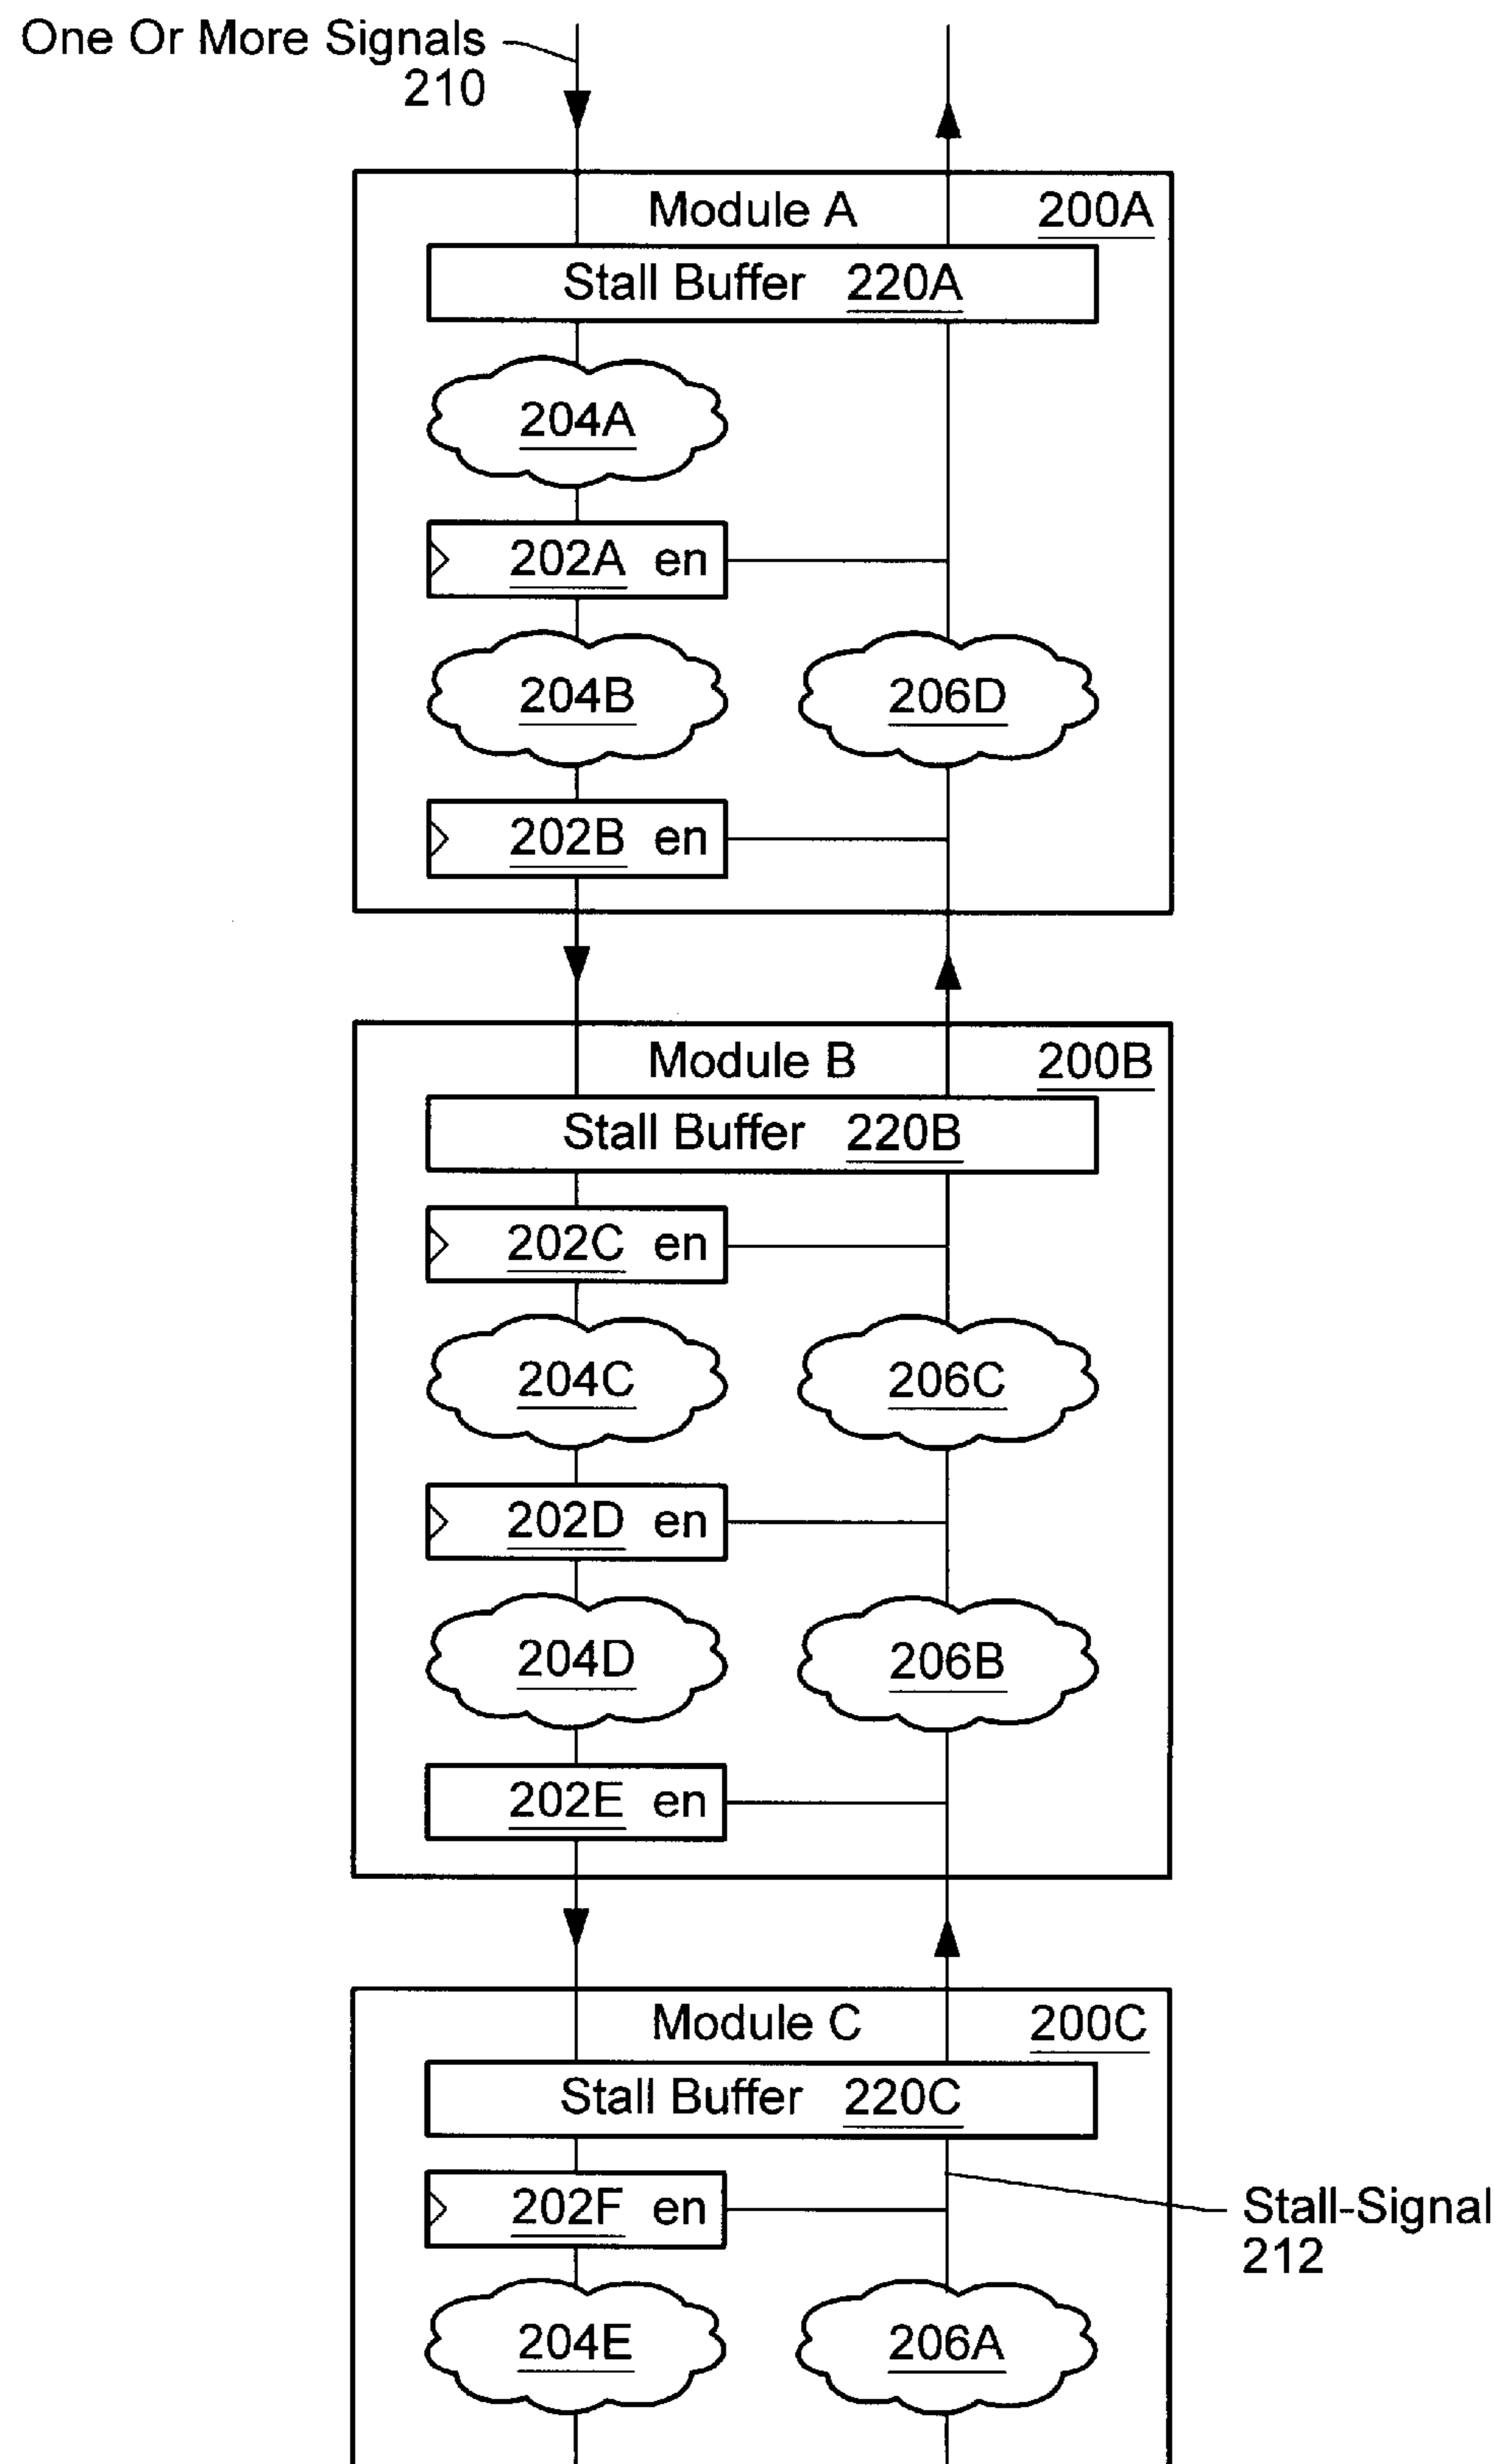 One Or More Signals
210
Module A 200A
Stall Buffer 220A
204A
202A en
204B 206D
202B en
Module B 200B
Stall Buffer 220B
202C en
204C 206C
202D en
204D 206B
202E en
Module C 200C
Stall Buffer 220C
202F en
Stall-Signal
212
204E 206A